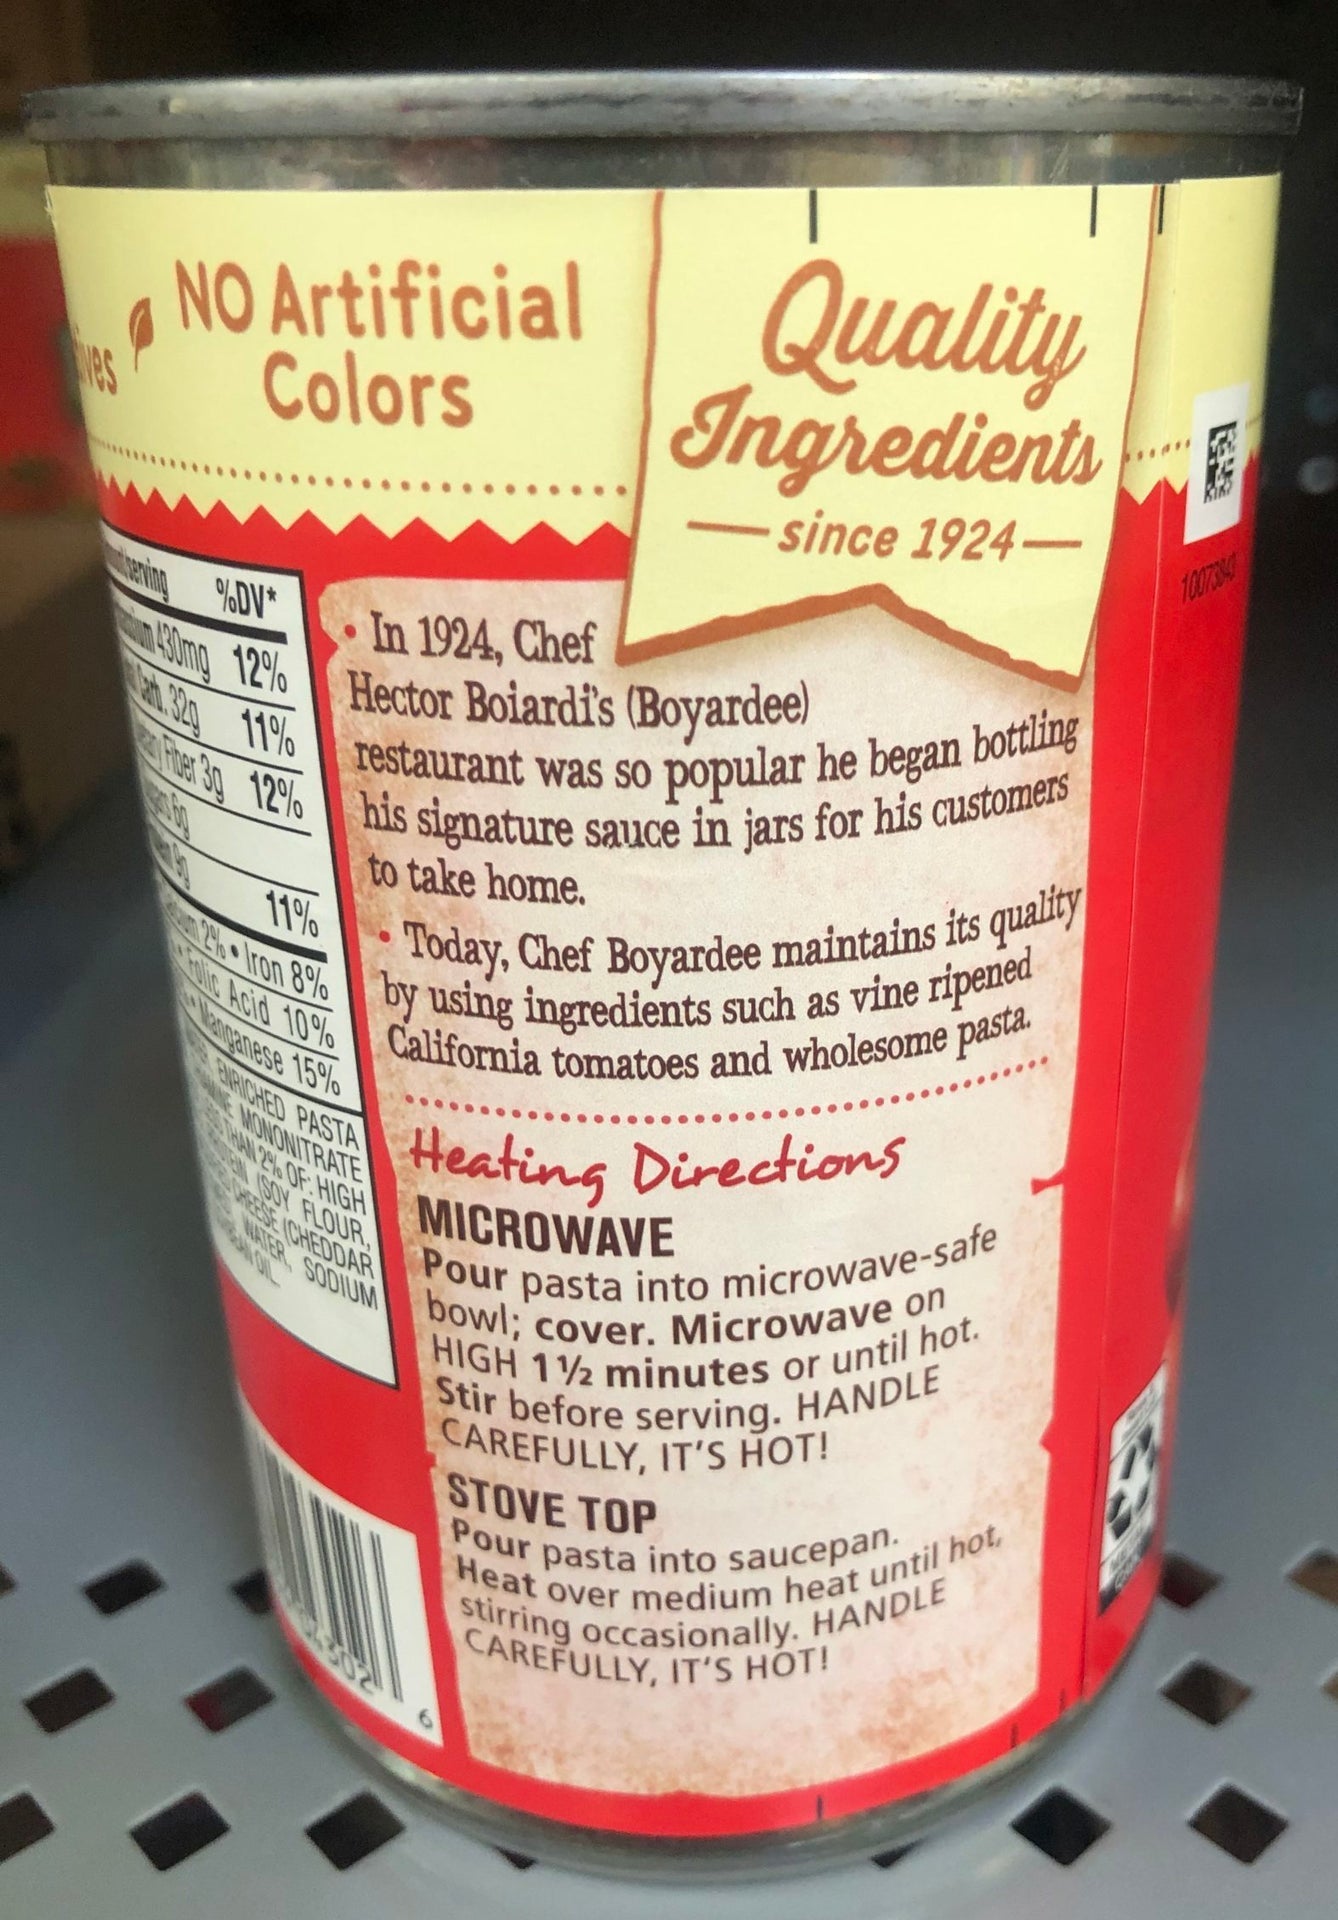 NO Artificial
Colors
Quality
Ingredients
since 1924
%DV*
430mg 12%
Carb. 32g 11%
Fiber 3g 12%
6g
9g 11%
2% • Iron 8%
Folic Acid 10%
Manganese 15%
ENRICHED PASTA
MONONITRATE
THAN 2% OF: HIGH
(SOY FLOUR,
CHEESE (CHEDDAR
WATER, SODIUM
OIL.
• In 1924, Chef
Hector Boiardi's (Boyardee)
restaurant was so popular he began bottling
his signature sauce in jars for his customers
to take home.
• Today, Chef Boyardee maintains its quality
by using ingredients such as vine ripened
California tomatoes and wholesome pasta.
Heating Directions
MICROWAVE
Pour pasta into microwave-safe
bowl; cover. Microwave on
HIGH 1½ minutes or until hot.
Stir before serving. HANDLE
CAREFULLY, IT'S HOT!
STOVE TOP
Pour pasta into saucepan.
Heat over medium heat until hot,
stirring occasionally. HANDLE
CAREFULLY, IT'S HOT!
6